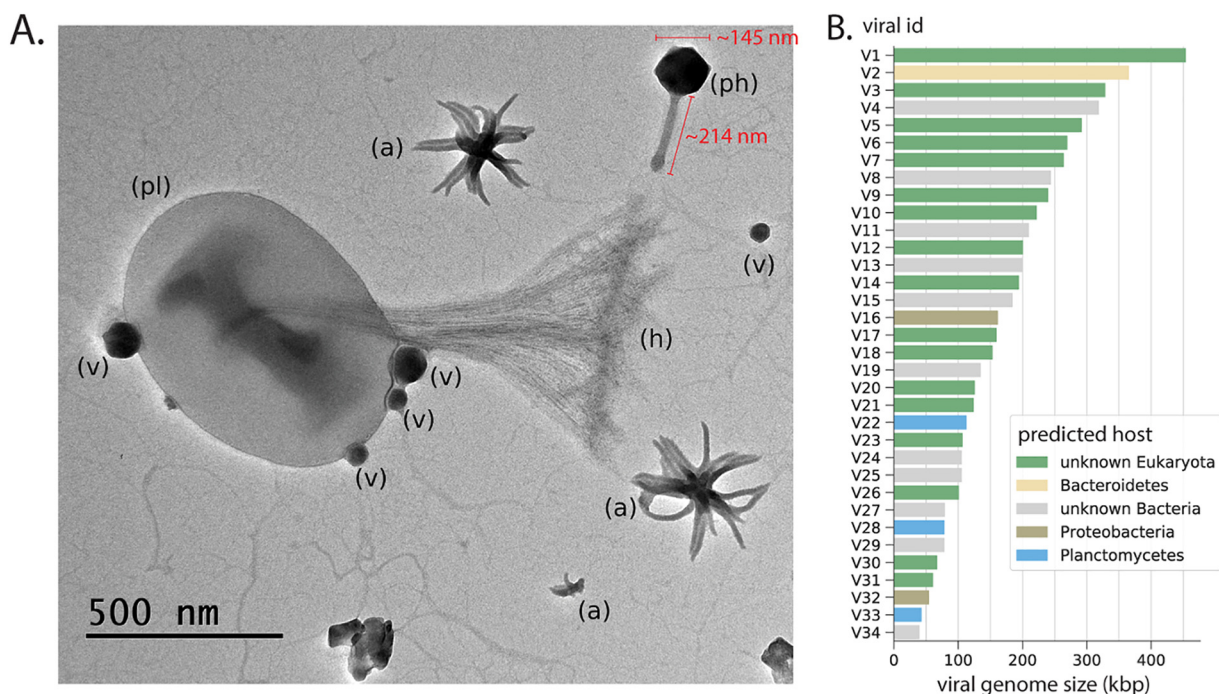 A.
~145 nm
(ph)
(a)
~214 nm
(pl)
(v)
(h)
(v)
(v)
(v)
(v)
(a)
(a)
500 nm
B.
viral id
V1
V2
V3
V4
V5
V6
V7
V8
V9
V10
V11
V12
V13
V14
V15
V16
V17
V18
V19
V20
V21
V22
V23
V24
V25
V26
V27
V28
V29
V30
V31
V32
V33
V34
predicted host
unknown Eukaryota
Bacteroidetes
unknown Bacteria
Proteobacteria
Planctomycetes
0 100 200 300 400
viral genome size (kbp)